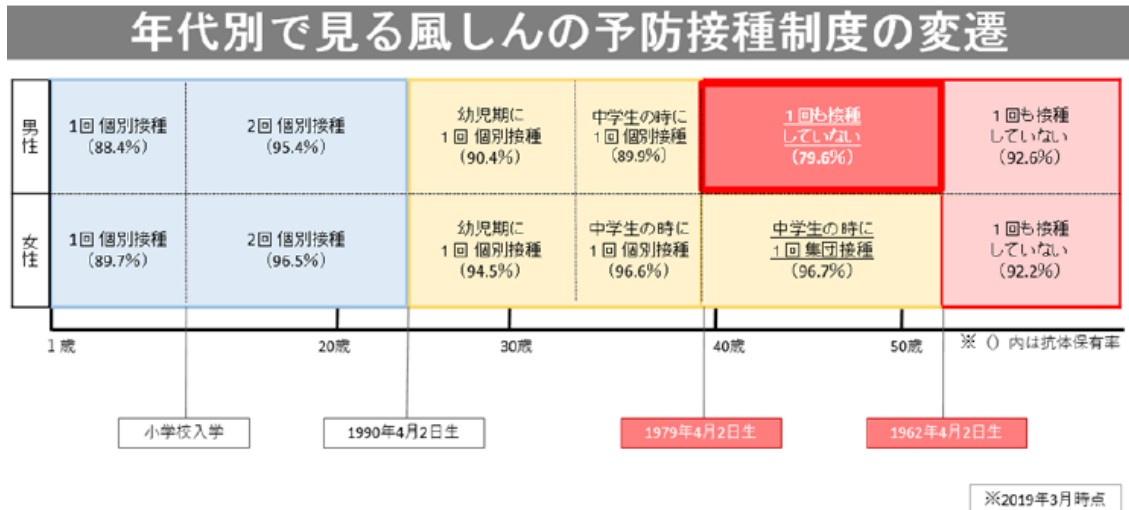 年代別で見る風しんの予防接種制度の変遷
男性
1回 個別接種
（88.4%）
2回 個別接種
（95.4%）
幼児期に
1回 個別接種
（90.4%）
中学生の時に
1回 個別接種
（89.9%）
1回も接種
していない
（79.6%）
1回も接種
していない
（92.6%）
女性
1回 個別接種
（89.7%）
2回 個別接種
（96.5%）
幼児期に
1回 個別接種
（94.5%）
中学生の時に
1回 個別接種
（96.6%）
中学生の時に
1回 集団接種
（96.7%）
1回も接種
していない
（92.2%）
1歳
20歳
30歳
40歳
50歳
※ （） 内は抗体保有率
小学校入学
1990年4月2日生
1979年4月2日生
1962年4月2日生
※2019年3月時点